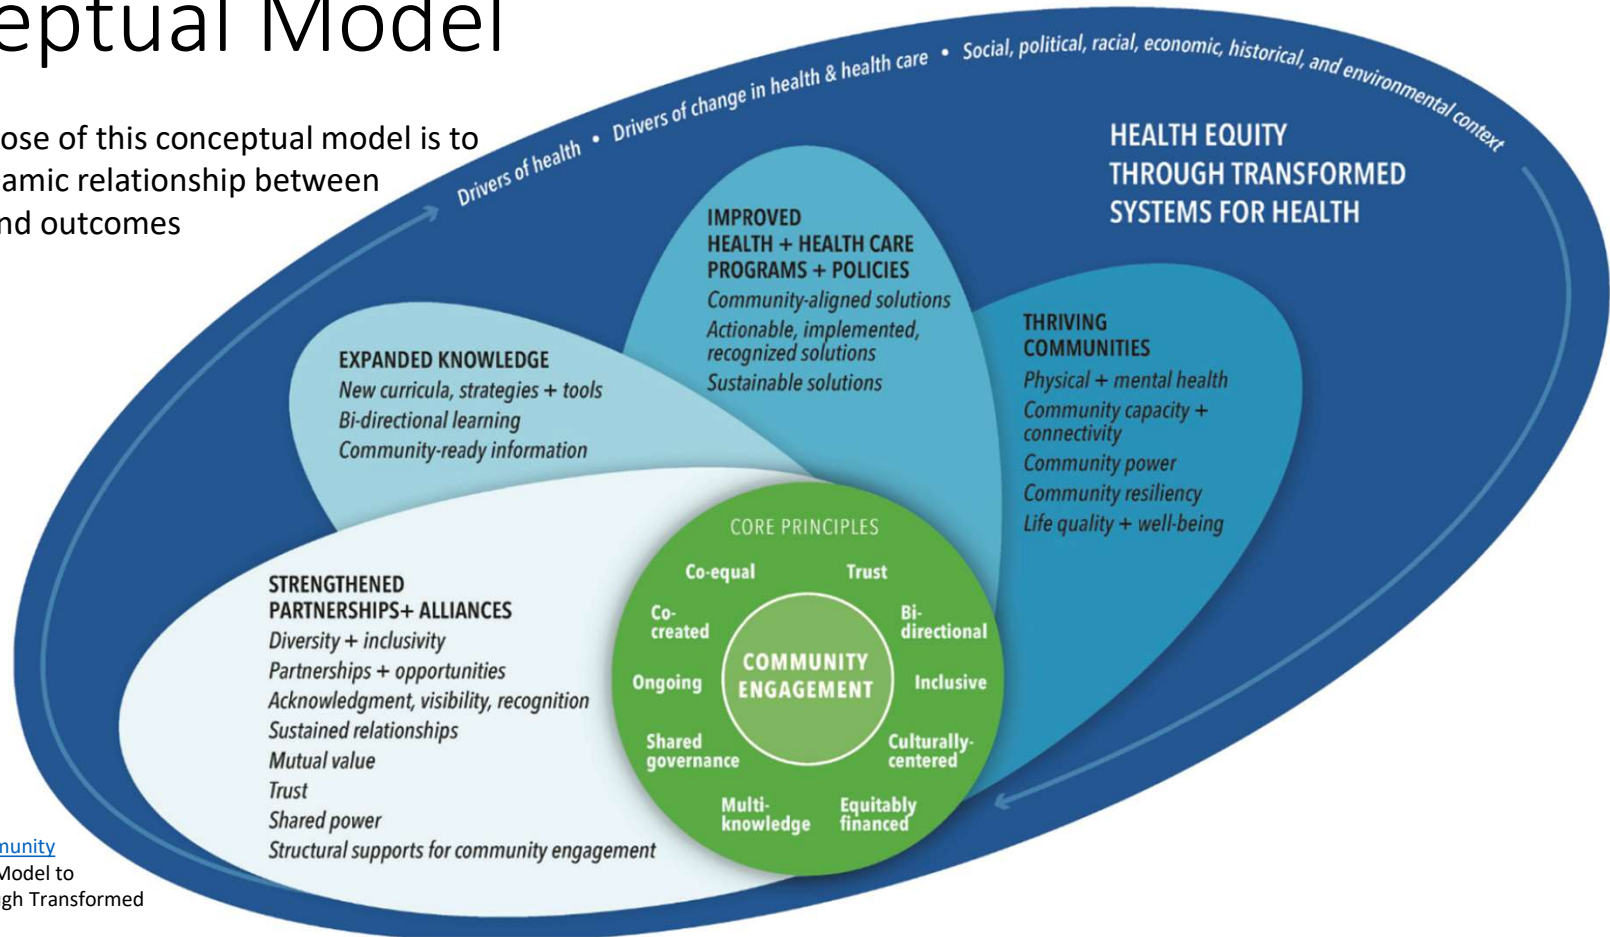 eptual Model
ose of this conceptual model is to
amic relationship between
nd outcomes
Drivers of health • Drivers of change in health & health care • Social, political, racial, economic, historical, and environmental context
HEALTH EQUITY
THROUGH TRANSFORMED
SYSTEMS FOR HEALTH
IMPROVED
HEALTH + HEALTH CARE
PROGRAMS + POLICIES
Community-aligned solutions
Actionable, implemented,
recognized solutions
Sustainable solutions
THRIVING
COMMUNITIES
Physical + mental health
Community capacity +
connectivity
Community power
Community resiliency
Life quality + well-being
EXPANDED KNOWLEDGE
New curricula, strategies + tools
Bi-directional learning
Community-ready information
STRENGTHENED
PARTNERSHIPS+ ALLIANCES
Diversity + inclusivity
Partnerships + opportunities
Acknowledgment, visibility, recognition
Sustained relationships
Mutual value
Trust
Shared power
Structural supports for community engagement
CORE PRINCIPLES
Co-equal
Trust
Co-
created
Bi-
directional
Ongoing
COMMUNITY
ENGAGEMENT
Inclusive
Shared
governance
Culturally-
centered
Multi-
knowledge
Equitably
financed
munity
Model to
gh Transformed